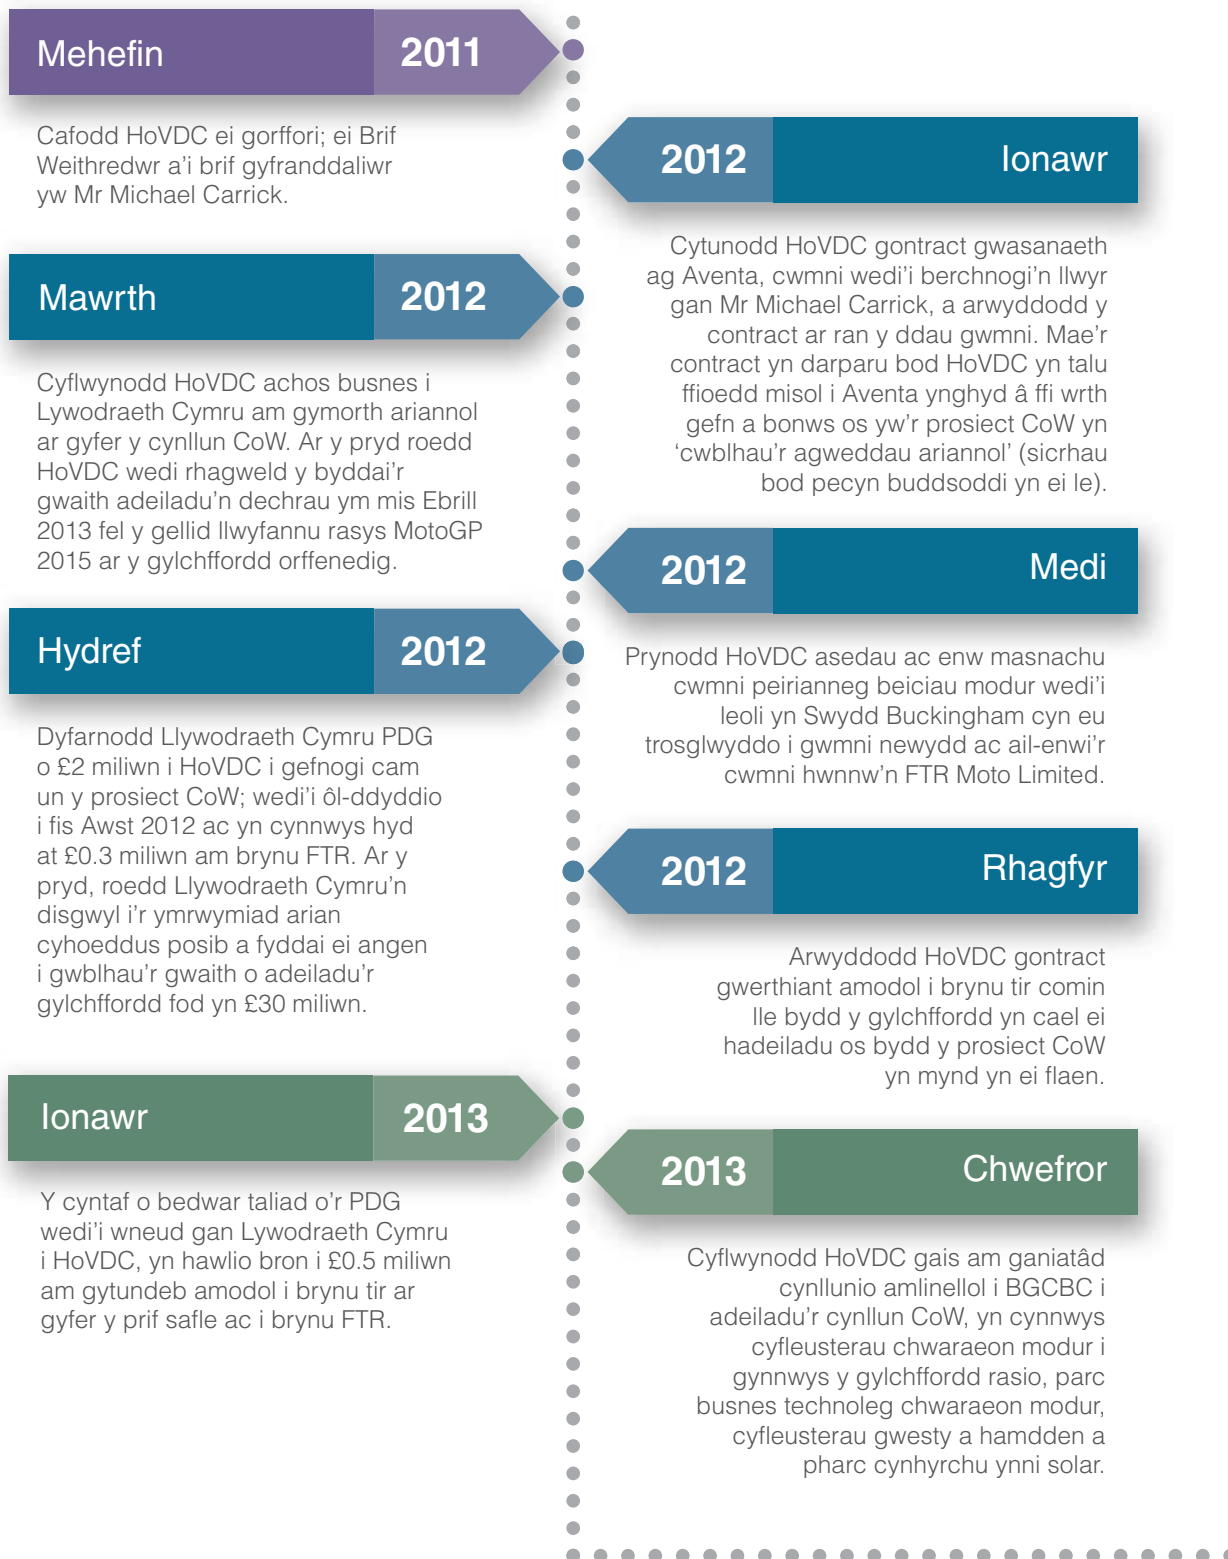 Mehefin 2011
Cafodd HoVDC ei gorffori; ei Brif
Weithredwr a'i brif gyfranddaliwr
yw Mr Michael Carrick.
2012 Ionawr
Cytunodd HoVDC gontract gwasanaeth
ag Aventa, cwmni wedi'i berchnogi'n llwyr
gan Mr Michael Carrick, a arwyddodd y
contract ar ran y ddau gwmni. Mae'r
contract yn darparu bod HoVDC yn talu
ffioedd misol i Aventa ynghyd â ffi wrth
gefn a bonws os yw'r prosiect CoW yn
‘cwblhau'r agweddau ariannol’ (sicrhau
bod pecyn buddsoddi yn ei le).
Mawrth 2012
Cyflwynodd HoVDC achos busnes i
Lywodraeth Cymru am gymorth ariannol
ar gyfer y cynllun CoW. Ar y pryd roedd
HoVDC wedi rhagweld y byddai'r
gwaith adeiladu'n dechrau ym mis Ebrill
2013 fel y gellid llwyfannu rasys MotoGP
2015 ar y gylchffordd orffenedig.
2012 Medi
Prynodd HoVDC asedau ac enw masnachu
cwmni peirianneg beiciau modur wedi'i
leoli yn Swydd Buckingham cyn eu
trosglwyddo i gwmni newydd ac ail-enwi'r
cwmni hwnnw'n FTR Moto Limited.
Hydref 2012
Dyfarnodd Llywodraeth Cymru PDG
o £2 miliwn i HoVDC i gefnogi cam
un y prosiect CoW; wedi'i ôl-ddyddio
i fis Awst 2012 ac yn cynnwys hyd
at £0.3 miliwn am brynu FTR. Ar y
pryd, roedd Llywodraeth Cymru'n
disgwyl i'r ymrwymiad arian
cyhoeddus posib a fyddai ei angen
i gwblhau'r gwaith o adeiladu'r
gylchffordd fod yn £30 miliwn.
2012 Rhagfyr
Arwyddodd HoVDC gontract
gwerthiant amodol i brynu tir comin
lle bydd y gylchffordd yn cael ei
hadeiladu os bydd y prosiect CoW
yn mynd yn ei flaen.
Ionawr 2013
Y cyntaf o bedwar taliad o'r PDG
wedi'i wneud gan Lywodraeth Cymru
i HoVDC, yn hawlio bron i £0.5 miliwn
am gytundeb amodol i brynu tir ar
gyfer y prif safle ac i brynu FTR.
2013 Chwefror
Cyflwynodd HoVDC gais am ganiatâd
cynllunio amlinellol i BGCBC i
adeiladu'r cynllun CoW, yn cynnwys
cyfleusterau chwaraeon modur i
gynnwys y gylchffordd rasio, parc
busnes technoleg chwaraeon modur,
cyfleusterau gwesty a hamdden a
pharc cynhyrchu ynni solar.